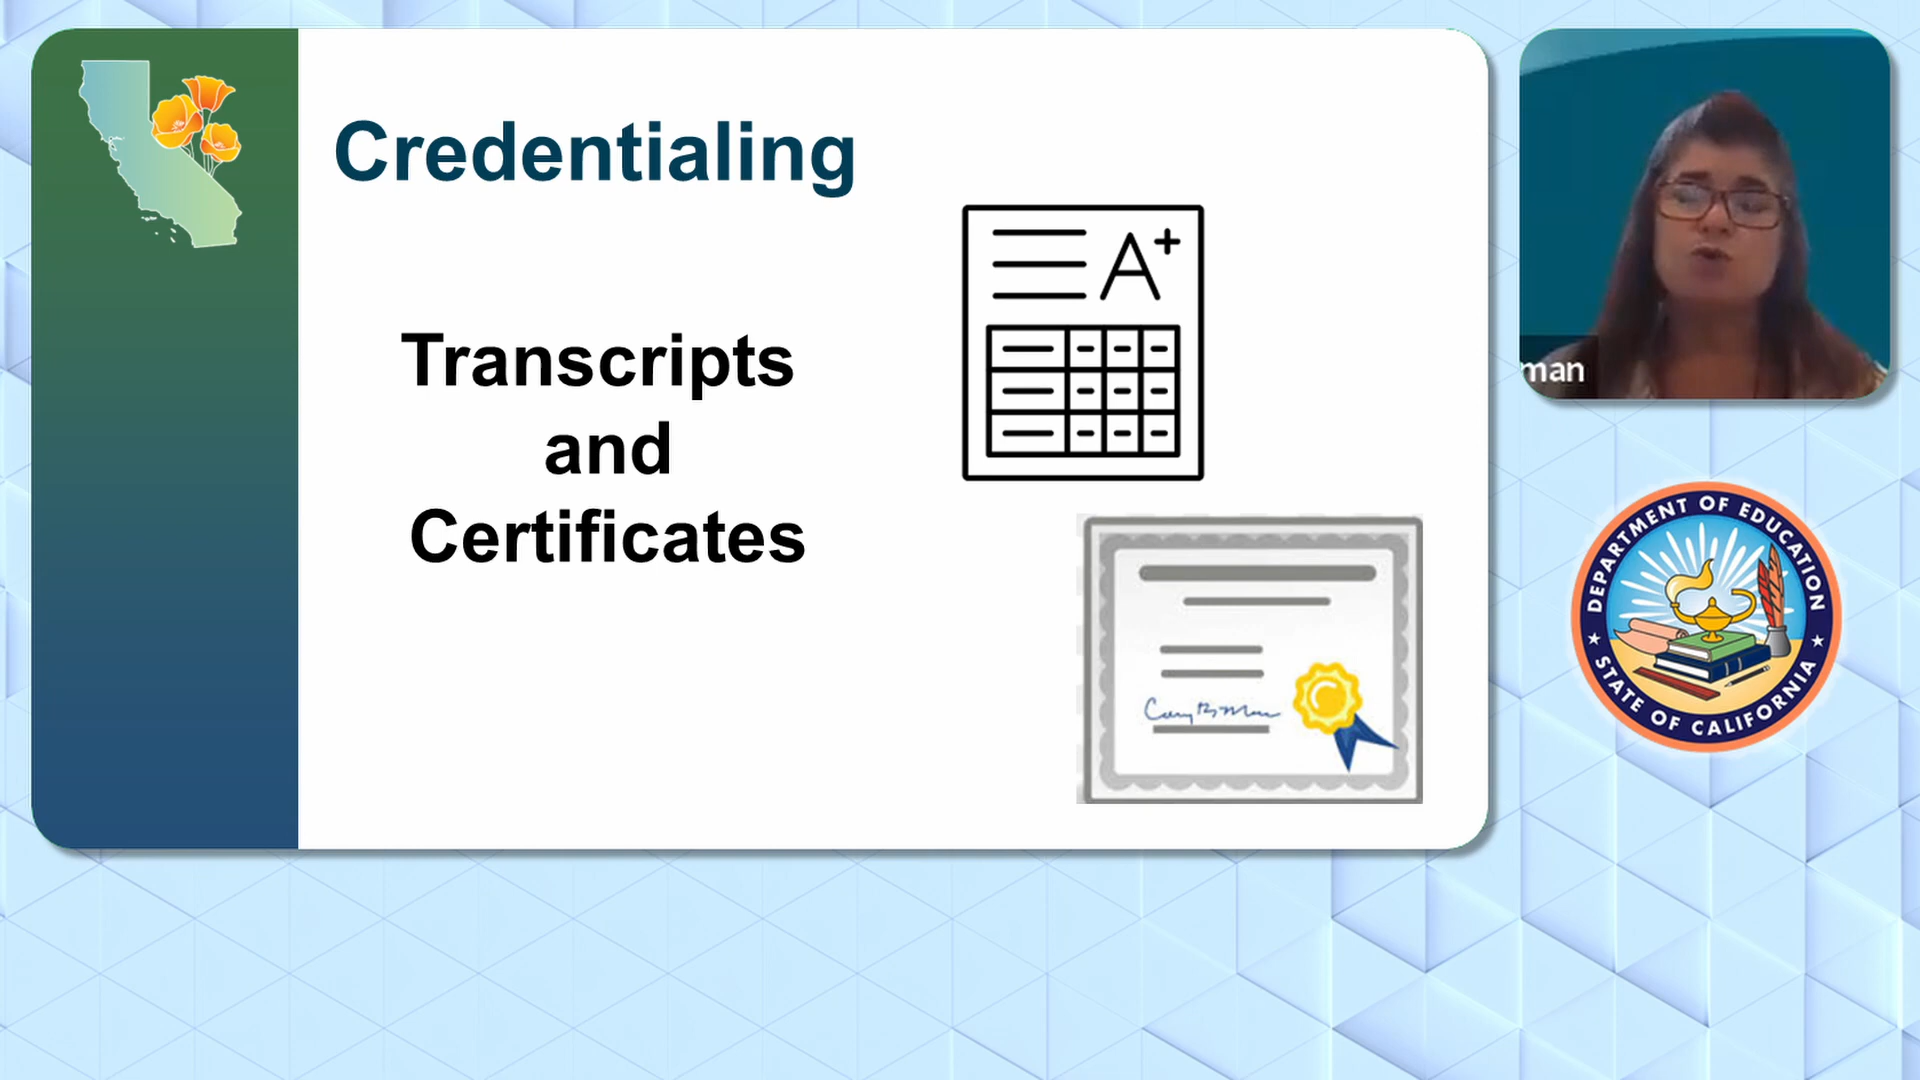 Credentialing
Transcripts
and
Certificates
A+
man
DEPARTMENT OF EDUCATION
STATE OF CALIFORNIA